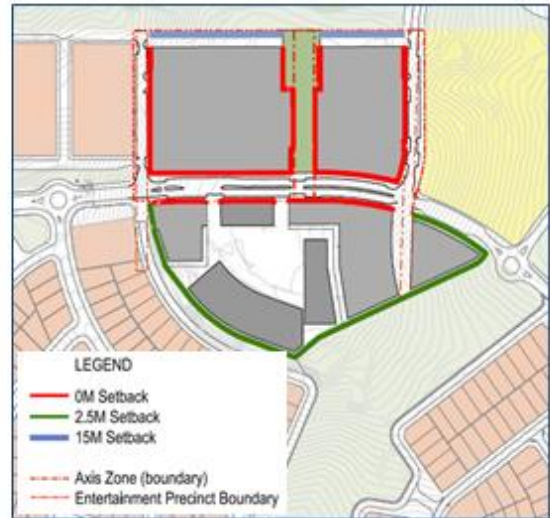 LEGEND
0M Setback
2.5M Setback
15M Setback
Axis Zone (boundary)
Entertainment Precinct Boundary